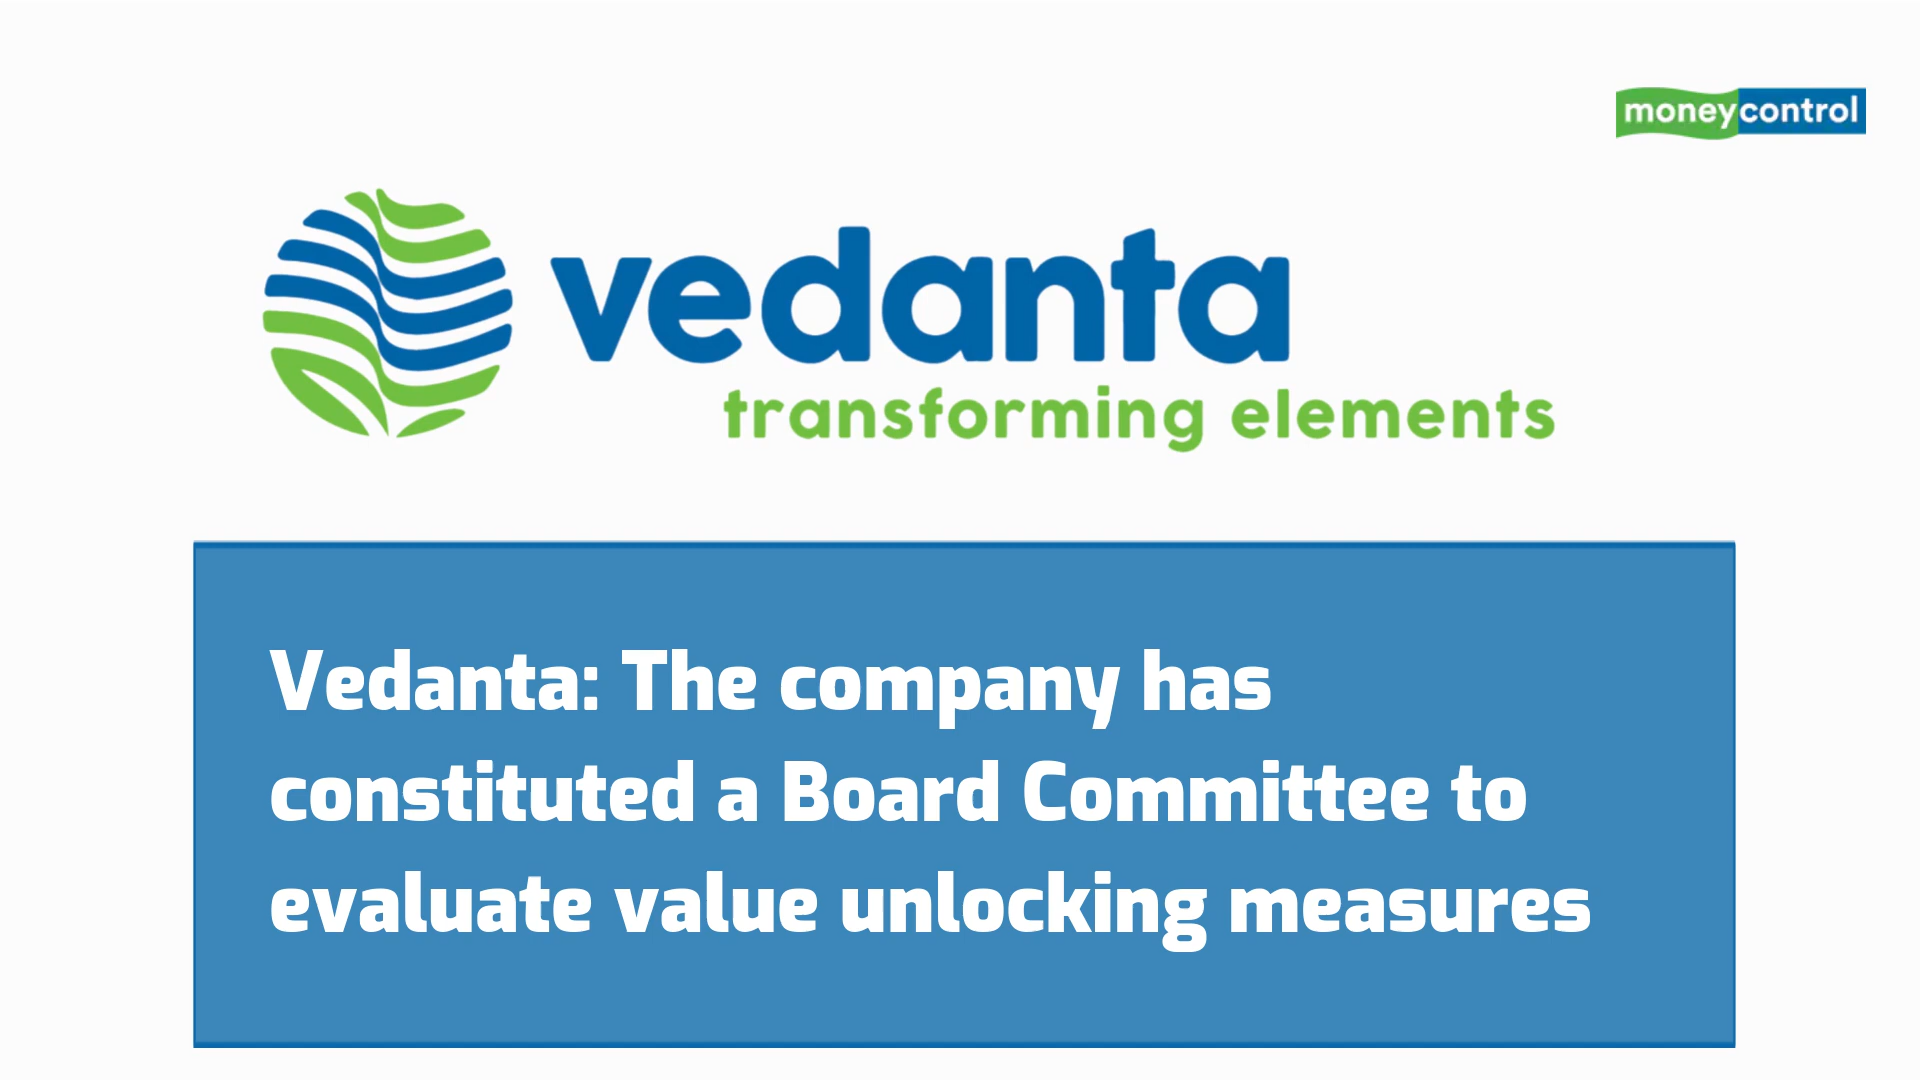 moneycontrol
vedanta
transforming elements
Vedanta: The company has
constituted a Board Committee to
evaluate value unlocking measures